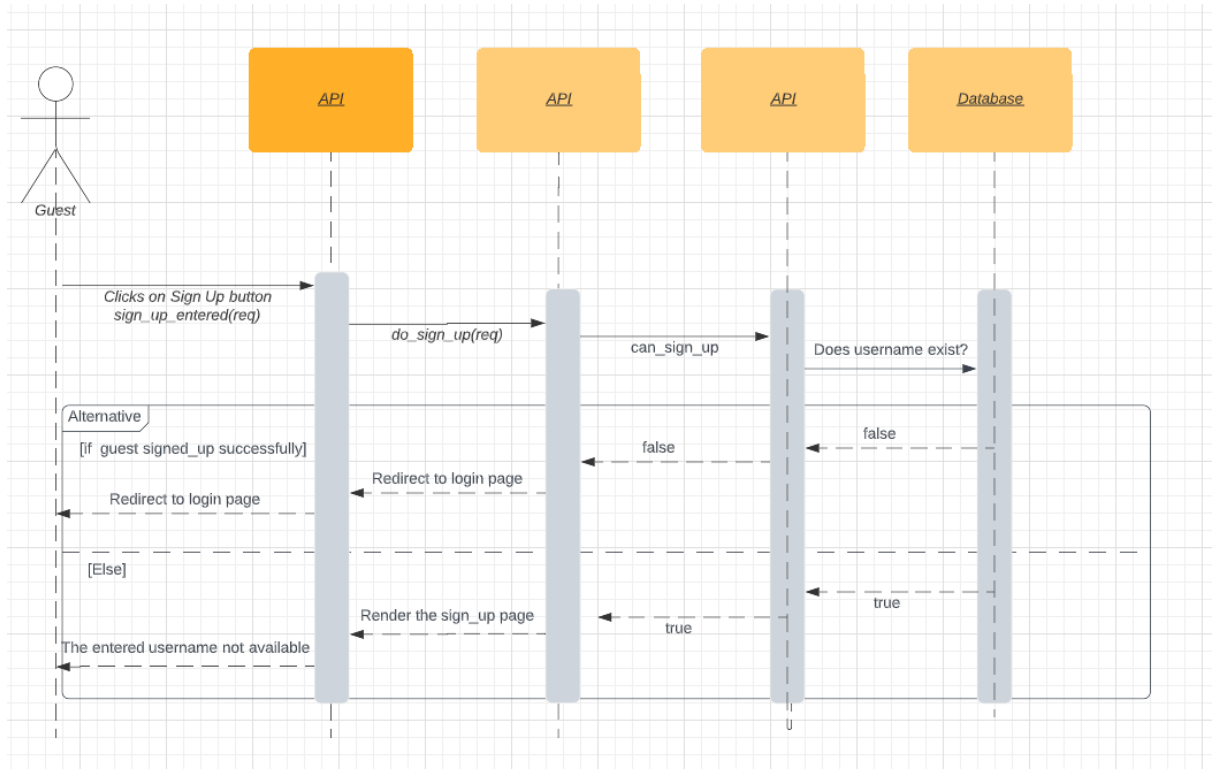 API
API
API
Database
Guest
Clicks on Sign Up button
sign_up_entered(req)
do_sign_up(req)
can_sign_up
Does username exist?
Alternative
[if  guest signed_up successfully]
false
false
Redirect to login page
Redirect to login page
[Else]
true
true
Render the sign_up page
The entered username not available